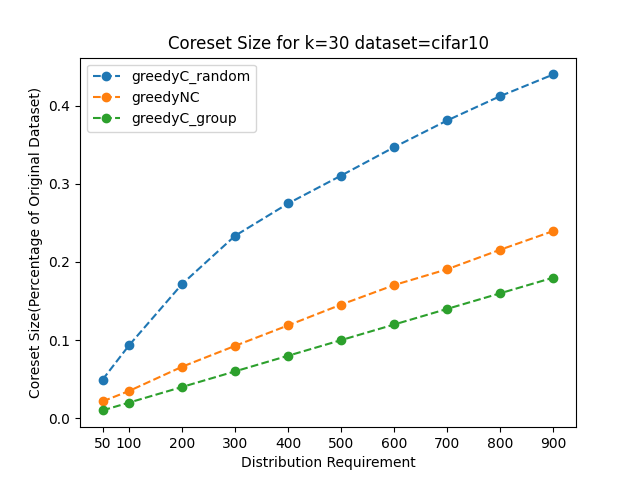 Coreset Size for k=30 dataset=cifar10
greedyC_random
greedyNC
greedyC_group
Coreset Size(Percentage of Original Dataset)
0.4
0.3
0.2
0.1
0.0
50 100 200 300 400 500 600 700 800 900
Distribution Requirement